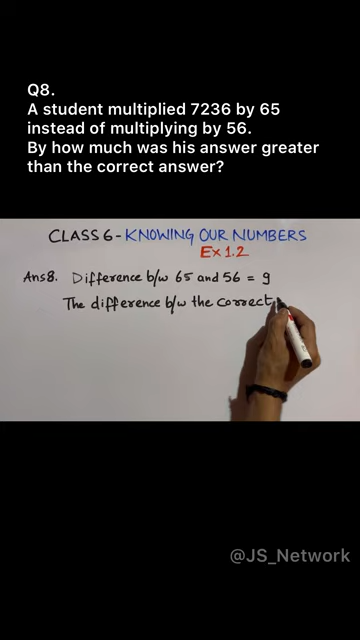 Q8.
A student multiplied 7236 by 65
instead of multiplying by 56.
By how much was his answer greater
than the correct answer?
CLASS 6 - KNOWING OUR NUMBERS
Ex 1.2
Ans8. Difference b/w 65 and 56 = 9
The difference b/w the correct
@JS_Network